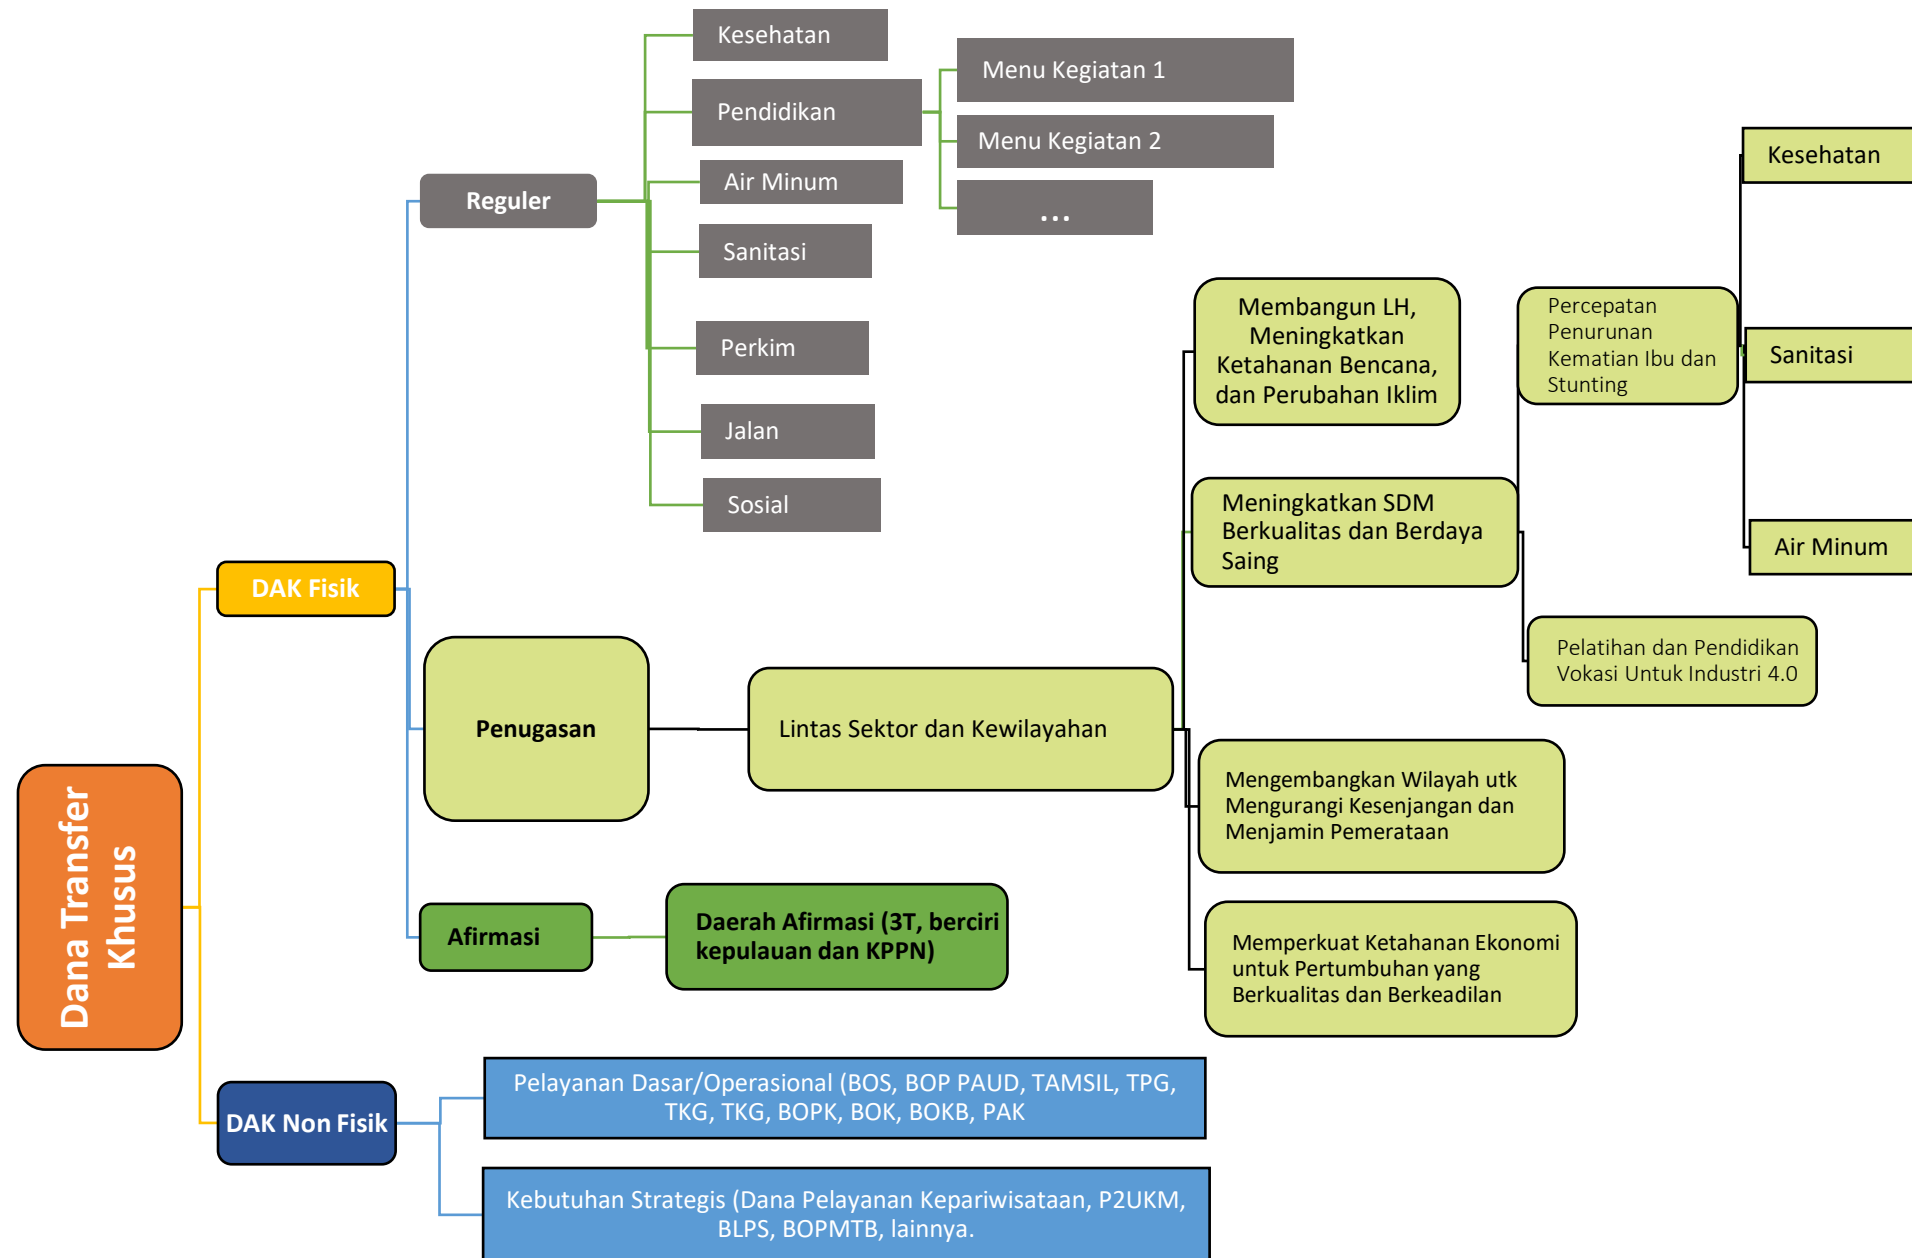 Dana Transfer
Khusus
DAK Fisik
Reguler
Kesehatan
Pendidikan
Menu Kegiatan 1
Menu Kegiatan 2
...
Air Minum
Sanitasi
Perkim
Jalan
Sosial
Penugasan
Lintas Sektor dan Kewilayahan
Membangun LH,
Meningkatkan
Ketahanan Bencana,
dan Perubahan Iklim
Meningkatkan SDM
Berkualitas dan Berdaya
Saing
Percepatan
Penurunan
Kematian Ibu dan
Stunting
Kesehatan
Sanitasi
Air Minum
Pelatihan dan Pendidikan
Vokasi Untuk Industri 4.0
Mengembangkan Wilayah utk
Mengurangi Kesenjangan dan
Menjamin Pemerataan
Memperkuat Ketahanan Ekonomi
untuk Pertumbuhan yang
Berkualitas dan Berkeadilan
Afirmasi
Daerah Afirmasi (3T, berciri
kepulauan dan KPPN)
DAK Non Fisik
Pelayanan Dasar/Operasional (BOS, BOP PAUD, TAMSIL, TPG,
TKG, TKG, BOPK, BOK, BOKB, PAK
Kebutuhan Strategis (Dana Pelayanan Kepariwisataan, P2UKM,
BLPS, BOPMTB, lainnya.